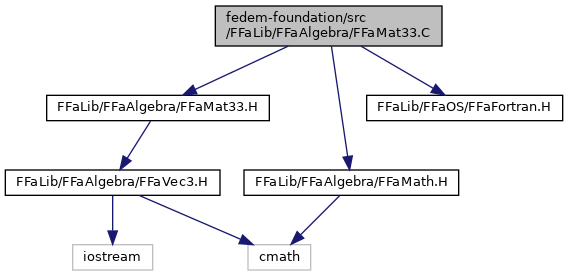 fedem-foundation/src
/FFaLib/FFaAlgebra/FFaMat33.C
FFaLib/FFaAlgebra/FFaMat33.H
FFaLib/FFaOS/FFaFortran.H
FFaLib/FFaAlgebra/FFaVec3.H
FFaLib/FFaAlgebra/FFaMath.H
iostream
cmath